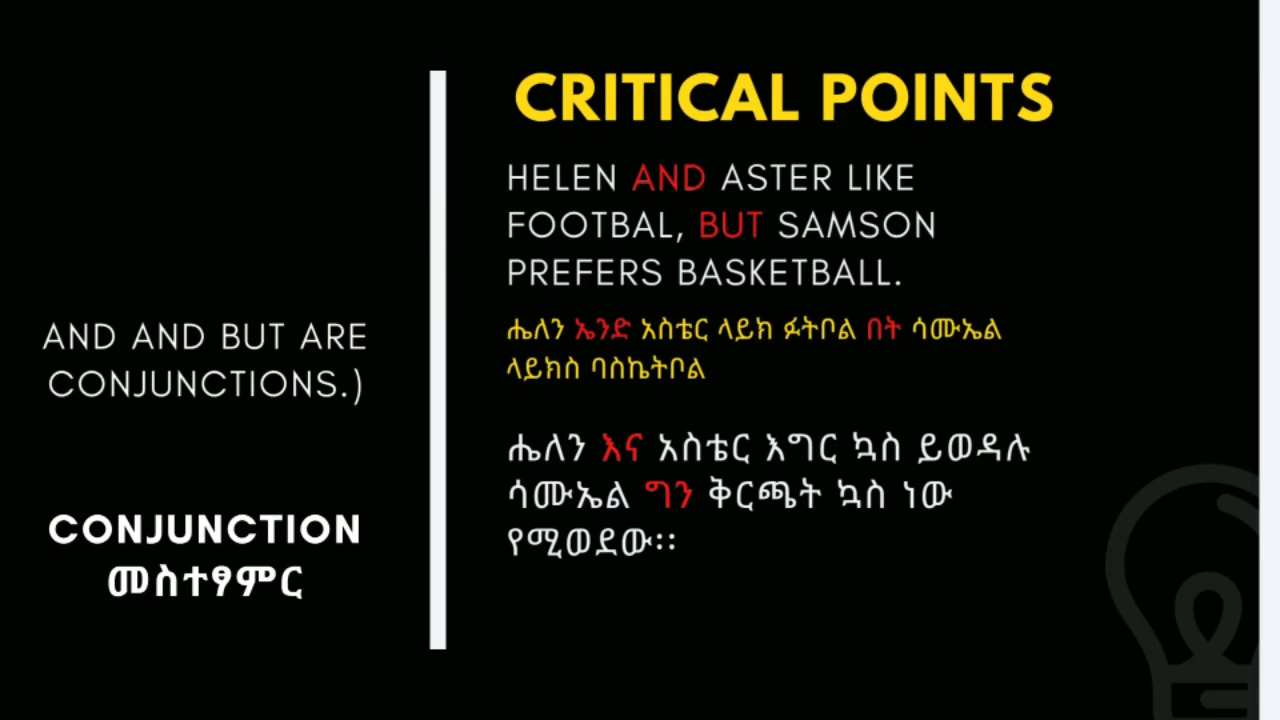 AND AND BUT ARE
CONJUNCTIONS.)
CONJUNCTION
መስተፃምር
CRITICAL POINTS
HELEN AND ASTER LIKE
FOOTBAL, BUT SAMSON
PREFERS BASKETBALL.
ሔለን ኤንድ አስቴር ላይክ ፉትቦል በት ሳሙኤል
ላይክስ ባስኬትቦል
ሔለን እና አስቴር እግር ኳስ ይወዳሉ
ሳሙኤል ግን ቅርጫት ኳስ ነው
የሚወደው፡፡